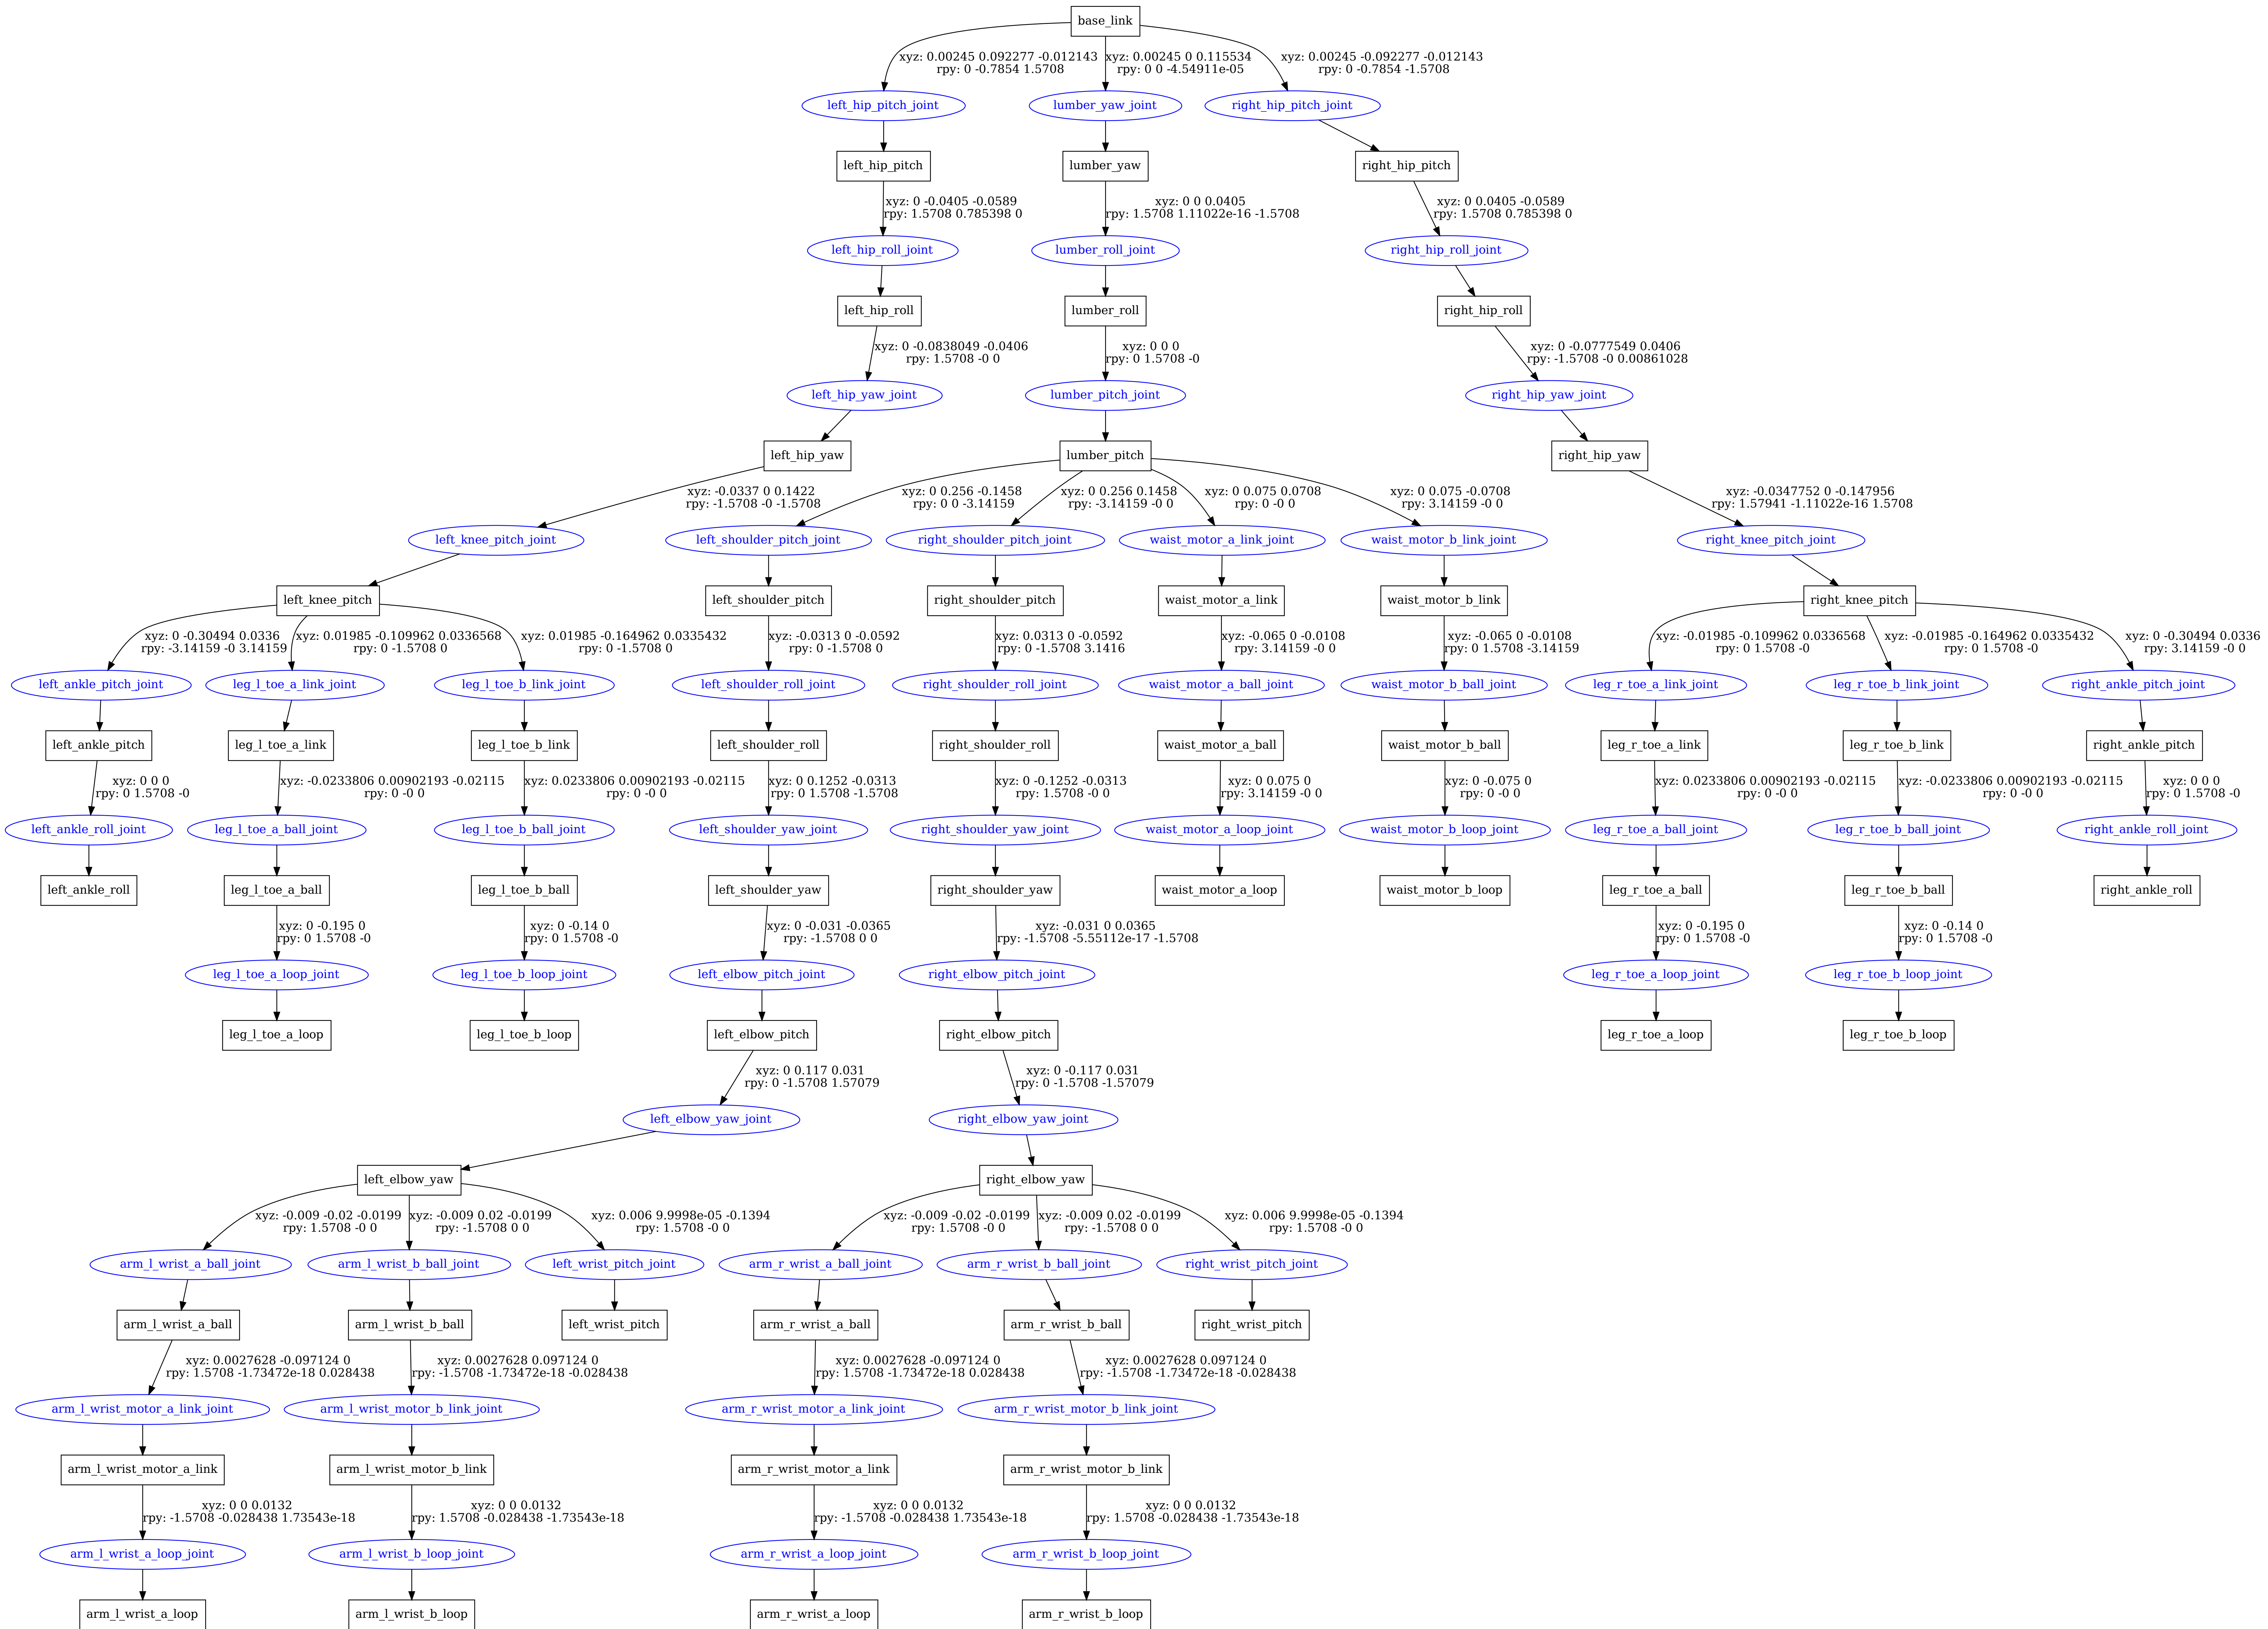 base_link
xyz: 0.00245 0.092277 -0.012143
rpy: 0 -0.7854 1.5708
xyz: 0.00245 0 0.115534
rpy: 0 0 -4.54911e-05
xyz: 0.00245 -0.092277 -0.012143
rpy: 0 -0.7854 -1.5708
left_hip_pitch_joint
lumber_yaw_joint
right_hip_pitch_joint
left_hip_pitch
lumber_yaw
right_hip_pitch
xyz: 0 -0.0405 -0.0589
rpy: 1.5708 0.785398 0
xyz: 0 0 0.0405
rpy: 1.5708 1.11022e-16 -1.5708
xyz: 0 0.0405 -0.0589
rpy: 1.5708 0.785398 0
left_hip_roll_joint
lumber_roll_joint
right_hip_roll_joint
left_hip_roll
lumber_roll
right_hip_roll
xyz: 0 -0.0838049 -0.0406
rpy: 1.5708 -0 0
xyz: 0 0 0
rpy: 0 1.5708 -0
xyz: 0 -0.0777549 0.0406
rpy: -1.5708 -0 0.00861028
left_hip_yaw_joint
lumber_pitch_joint
right_hip_yaw_joint
left_hip_yaw
lumber_pitch
right_hip_yaw
xyz: -0.0337 0 0.1422
rpy: -1.5708 -0 -1.5708
xyz: 0 0.256 -0.1458
rpy: 0 0 -3.14159
xyz: 0 0.256 0.1458
rpy: -3.14159 -0 0
xyz: 0 0.075 0.0708
rpy: 0 -0 0
xyz: 0 0.075 -0.0708
rpy: 3.14159 -0 0
xyz: -0.0347752 0 -0.147956
rpy: 1.57941 -1.11022e-16 1.5708
left_knee_pitch_joint
left_shoulder_pitch_joint
right_shoulder_pitch_joint
waist_motor_a_link_joint
waist_motor_b_link_joint
right_knee_pitch_joint
left_knee_pitch
left_shoulder_pitch
right_shoulder_pitch
waist_motor_a_link
waist_motor_b_link
right_knee_pitch
xyz: 0 -0.30494 0.0336
rpy: -3.14159 -0 3.14159
xyz: 0.01985 -0.109962 0.0336568
rpy: 0 -1.5708 0
xyz: 0.01985 -0.164962 0.0335432
rpy: 0 -1.5708 0
xyz: -0.0313 0 -0.0592
rpy: 0 -1.5708 0
xyz: 0.0313 0 -0.0592
rpy: 0 -1.5708 3.1416
xyz: -0.065 0 -0.0108
rpy: 3.14159 -0 0
xyz: -0.065 0 -0.0108
rpy: 0 1.5708 -3.14159
xyz: -0.01985 -0.109962 0.0336568
rpy: 0 1.5708 -0
xyz: -0.01985 -0.164962 0.0335432
rpy: 0 1.5708 -0
xyz: 0 -0.30494 0.0336
rpy: 3.14159 -0 0
left_ankle_pitch_joint
leg_l_toe_a_link_joint
leg_l_toe_b_link_joint
left_shoulder_roll_joint
right_shoulder_roll_joint
waist_motor_a_ball_joint
waist_motor_b_ball_joint
leg_r_toe_a_link_joint
leg_r_toe_b_link_joint
right_ankle_pitch_joint
left_ankle_pitch
leg_l_toe_a_link
leg_l_toe_b_link
left_shoulder_roll
right_shoulder_roll
waist_motor_a_ball
waist_motor_b_ball
leg_r_toe_a_link
leg_r_toe_b_link
right_ankle_pitch
xyz: 0 0 0
rpy: 0 1.5708 -0
xyz: -0.0233806 0.00902193 -0.02115
rpy: 0 -0 0
xyz: 0.0233806 0.00902193 -0.02115
rpy: 0 -0 0
xyz: 0 0.1252 -0.0313
rpy: 0 1.5708 -1.5708
xyz: 0 -0.1252 -0.0313
rpy: 1.5708 -0 0
xyz: 0 0.075 0
rpy: 3.14159 -0 0
xyz: 0 -0.075 0
rpy: 0 -0 0
xyz: 0.0233806 0.00902193 -0.02115
rpy: 0 -0 0
xyz: -0.0233806 0.00902193 -0.02115
rpy: 0 -0 0
xyz: 0 0 0
rpy: 0 1.5708 -0
left_ankle_roll_joint
leg_l_toe_a_ball_joint
leg_l_toe_b_ball_joint
left_shoulder_yaw_joint
right_shoulder_yaw_joint
waist_motor_a_loop_joint
waist_motor_b_loop_joint
leg_r_toe_a_ball_joint
leg_r_toe_b_ball_joint
right_ankle_roll_joint
left_ankle_roll
leg_l_toe_a_ball
leg_l_toe_b_ball
left_shoulder_yaw
right_shoulder_yaw
waist_motor_a_loop
waist_motor_b_loop
leg_r_toe_a_ball
leg_r_toe_b_ball
right_ankle_roll
xyz: 0 -0.195 0
rpy: 0 1.5708 -0
xyz: 0 -0.14 0
rpy: 0 1.5708 -0
xyz: 0 -0.031 -0.0365
rpy: -1.5708 0 0
xyz: -0.031 0 0.0365
rpy: -1.5708 -5.55112e-17 -1.5708
xyz: 0 -0.195 0
rpy: 0 1.5708 -0
xyz: 0 -0.14 0
rpy: 0 1.5708 -0
leg_l_toe_a_loop_joint
leg_l_toe_b_loop_joint
left_elbow_pitch_joint
right_elbow_pitch_joint
leg_r_toe_a_loop_joint
leg_r_toe_b_loop_joint
leg_l_toe_a_loop
leg_l_toe_b_loop
left_elbow_pitch
right_elbow_pitch
leg_r_toe_a_loop
leg_r_toe_b_loop
xyz: 0 0.117 0.031
rpy: 0 -1.5708 1.57079
xyz: 0 -0.117 0.031
rpy: 0 -1.5708 -1.57079
left_elbow_yaw_joint
right_elbow_yaw_joint
left_elbow_yaw
right_elbow_yaw
xyz: -0.009 -0.02 -0.0199
rpy: 1.5708 -0 0
xyz: -0.009 0.02 -0.0199
rpy: -1.5708 0 0
xyz: 0.006 9.9998e-05 -0.1394
rpy: 1.5708 -0 0
xyz: -0.009 -0.02 -0.0199
rpy: 1.5708 -0 0
xyz: -0.009 0.02 -0.0199
rpy: -1.5708 0 0
xyz: 0.006 9.9998e-05 -0.1394
rpy: 1.5708 -0 0
arm_l_wrist_a_ball_joint
arm_l_wrist_b_ball_joint
left_wrist_pitch_joint
arm_r_wrist_a_ball_joint
arm_r_wrist_b_ball_joint
right_wrist_pitch_joint
arm_l_wrist_a_ball
arm_l_wrist_b_ball
left_wrist_pitch
arm_r_wrist_a_ball
arm_r_wrist_b_ball
right_wrist_pitch
xyz: 0.0027628 -0.097124 0
rpy: 1.5708 -1.73472e-18 0.028438
xyz: 0.0027628 0.097124 0
rpy: -1.5708 -1.73472e-18 -0.028438
xyz: 0.0027628 -0.097124 0
rpy: 1.5708 -1.73472e-18 0.028438
xyz: 0.0027628 0.097124 0
rpy: -1.5708 -1.73472e-18 -0.028438
arm_l_wrist_motor_a_link_joint
arm_l_wrist_motor_b_link_joint
arm_r_wrist_motor_a_link_joint
arm_r_wrist_motor_b_link_joint
arm_l_wrist_motor_a_link
arm_l_wrist_motor_b_link
arm_r_wrist_motor_a_link
arm_r_wrist_motor_b_link
xyz: 0 0 0.0132
rpy: -1.5708 -0.028438 1.73543e-18
xyz: 0 0 0.0132
rpy: 1.5708 -0.028438 -1.73543e-18
xyz: 0 0 0.0132
rpy: -1.5708 -0.028438 1.73543e-18
xyz: 0 0 0.0132
rpy: 1.5708 -0.028438 -1.73543e-18
arm_l_wrist_a_loop_joint
arm_l_wrist_b_loop_joint
arm_r_wrist_a_loop_joint
arm_r_wrist_b_loop_joint
arm_l_wrist_a_loop
arm_l_wrist_b_loop
arm_r_wrist_a_loop
arm_r_wrist_b_loop